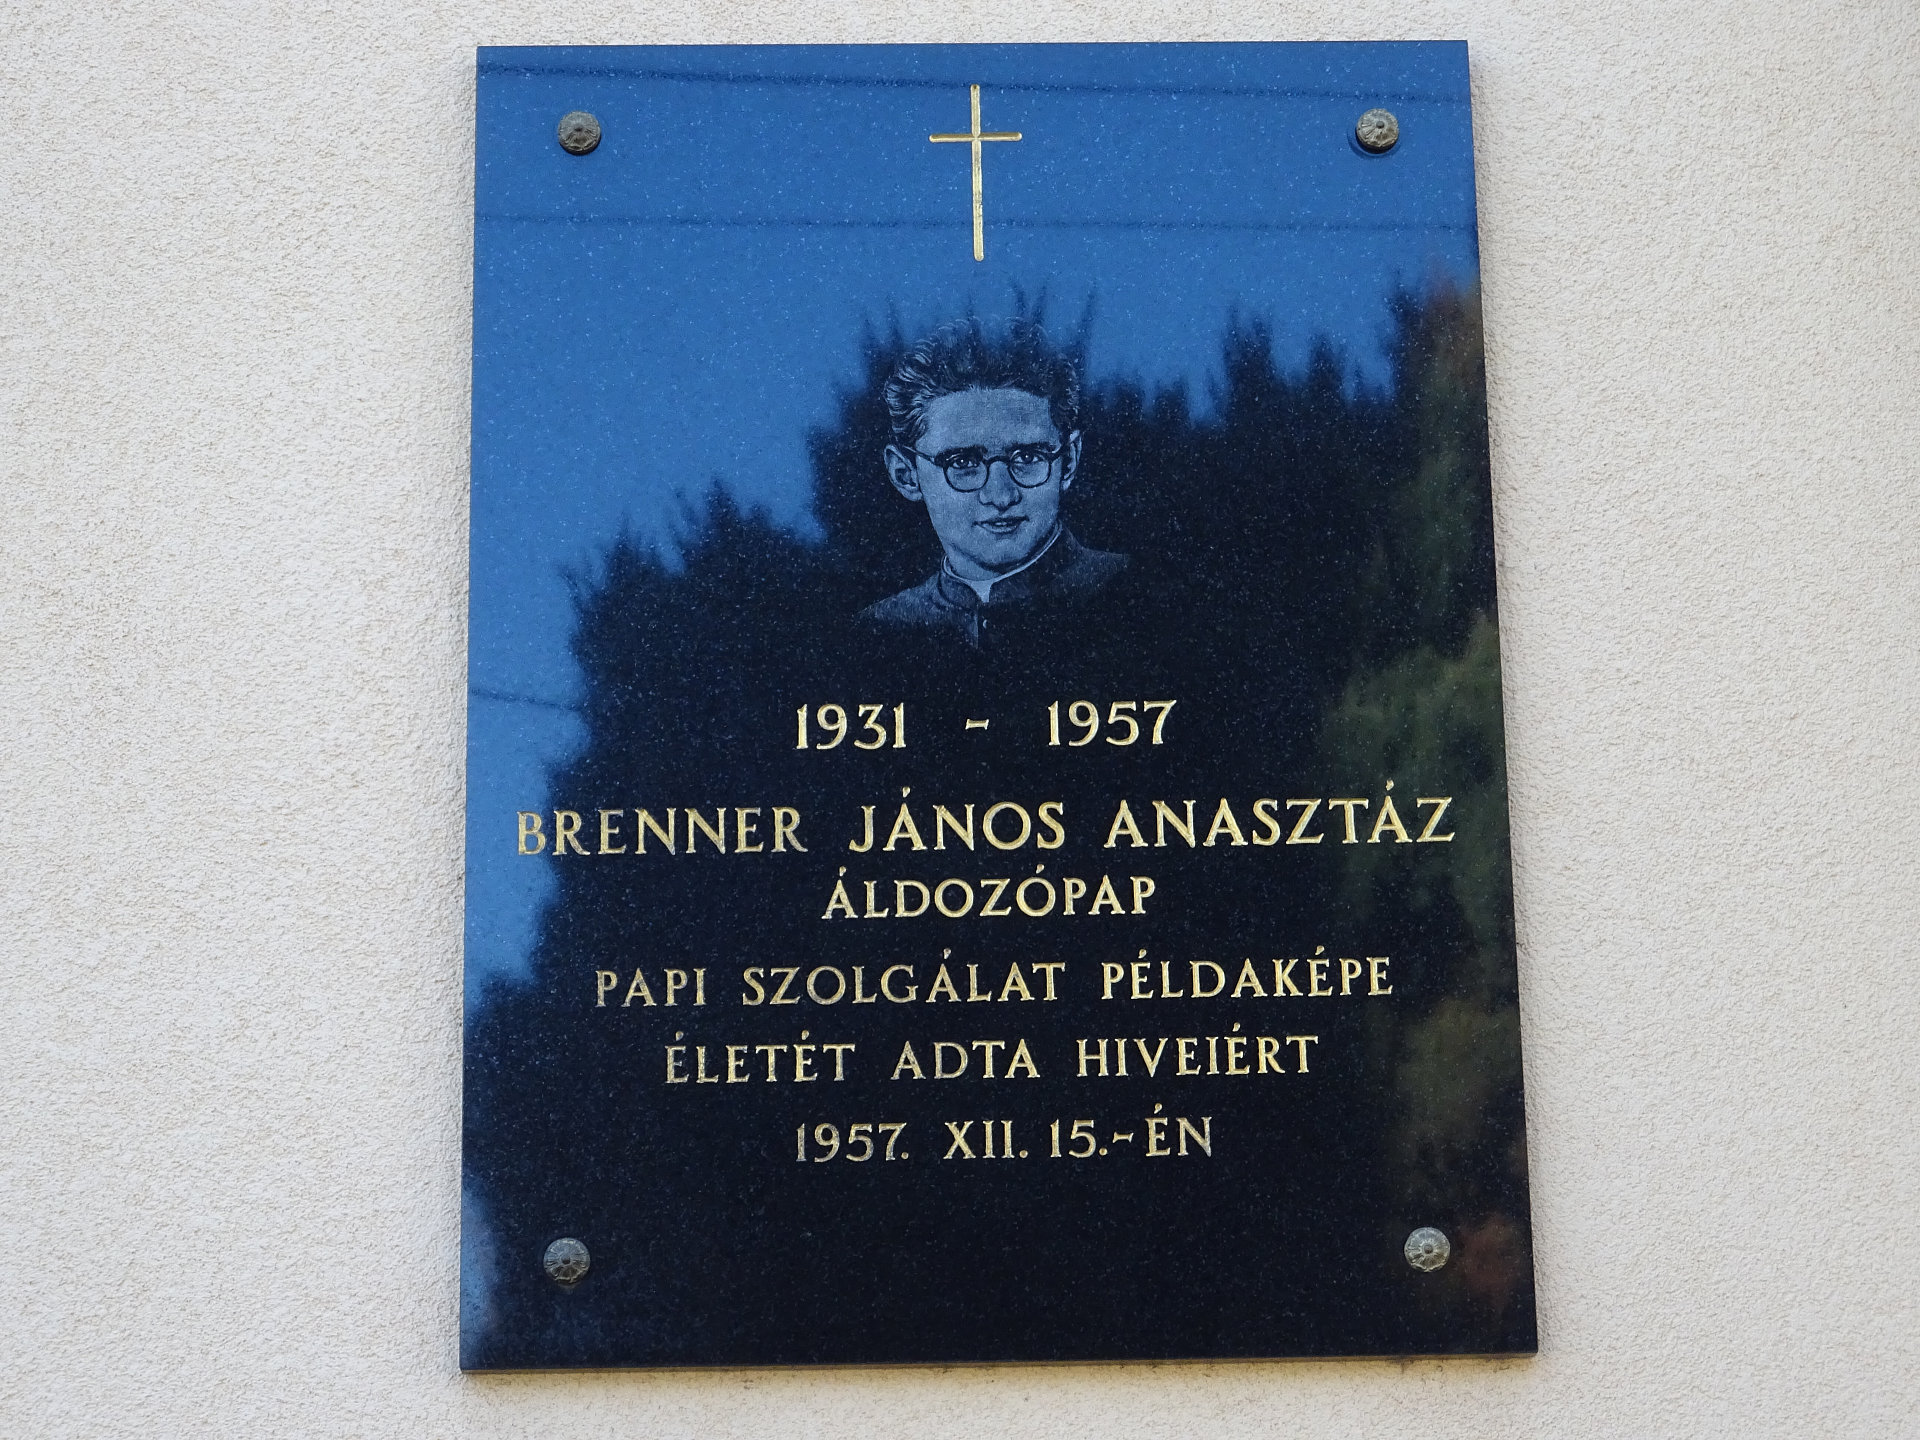 1931 - 1957
BRENNER JÁNOS ANASZTÁZ
ÁLDOZÓPAP
PAPI SZOLGÁLAT PÉLDAKÉPE
ÉLETÉT ADTA HIVEIÉRT
1957. XII. 15.-ÉN